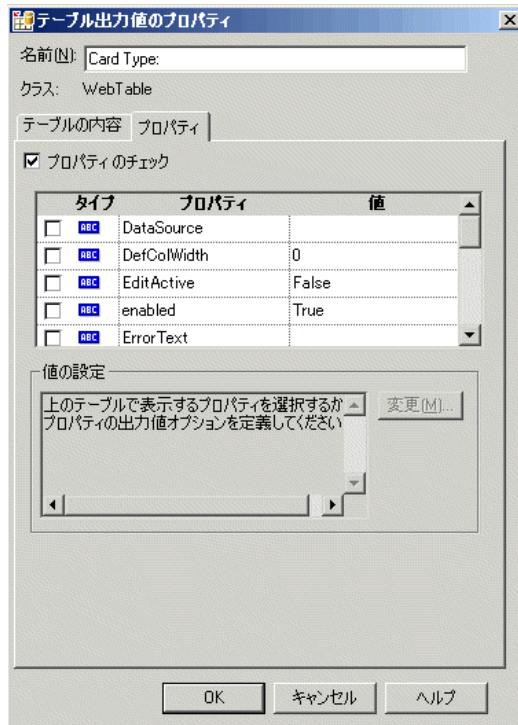 テーブル出力値のプロパティ
名前(N): Card Type:
クラス: WebTable
テーブルの内容 プロパティ
プロパティのチェック
タイプ プロパティ 値
ABC DataSource
ABC DefColWidth 0
ABC EditActive False
ABC enabled True
ABC ErrorText
値の設定
上のテーブルで表示するプロパティを選択するか
プロパティの出力値オプションを定義してください
変更(M)...
OK キャンセル ヘルプ